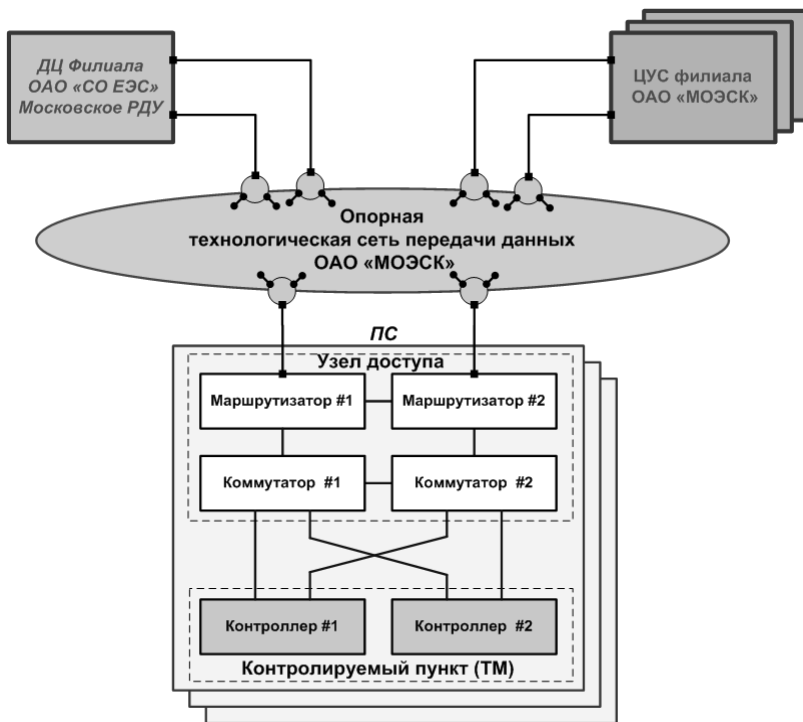 ДЦ Филиала
ОАО «СО ЕЭС»
Московское РДУ
ЦУС филиала
ОАО «МОЭСК»
Опорная
технологическая сеть передачи данных
ОАО «МОЭСК»
ПС
Узел доступа
Маршрутизатор #1
Маршрутизатор #2
Коммутатор #1
Коммутатор #2
Контроллер #1
Контроллер #2
Контролируемый пункт (ТМ)